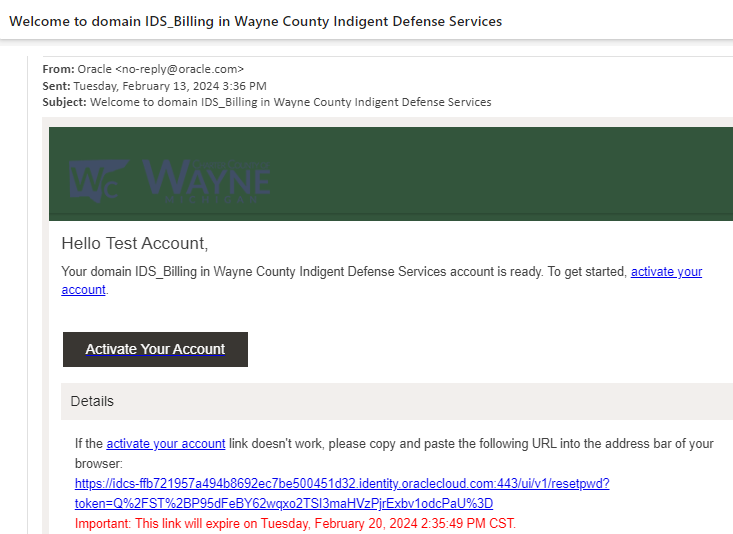 Welcome to domain IDS_Billing in Wayne County Indigent Defense Services
From: Oracle <no-reply@oracle.com>
Sent: Tuesday, February 13, 2024 3:36 PM
Subject: Welcome to domain IDS_Billing in Wayne County Indigent Defense Services
WC WAYNE
Hello Test Account,
Your domain IDS_Billing in Wayne County Indigent Defense Services account is ready. To get started, activate your
account.
Activate Your Account
Details
If the activate your account link doesn't work, please copy and paste the following URL into the address bar of your
browser:
https://idcs-ffb721957a494b8692ec7be500451d32.identity.oraclecloud.com:443/ui/v1/resetpwd?
token=Q%2FST%2BP95dFeBY62wqxo2TSI3maHVzPjrExbv1odcPaU%3D
Important: This link will expire on Tuesday, February 20, 2024 2:35:49 PM CST.